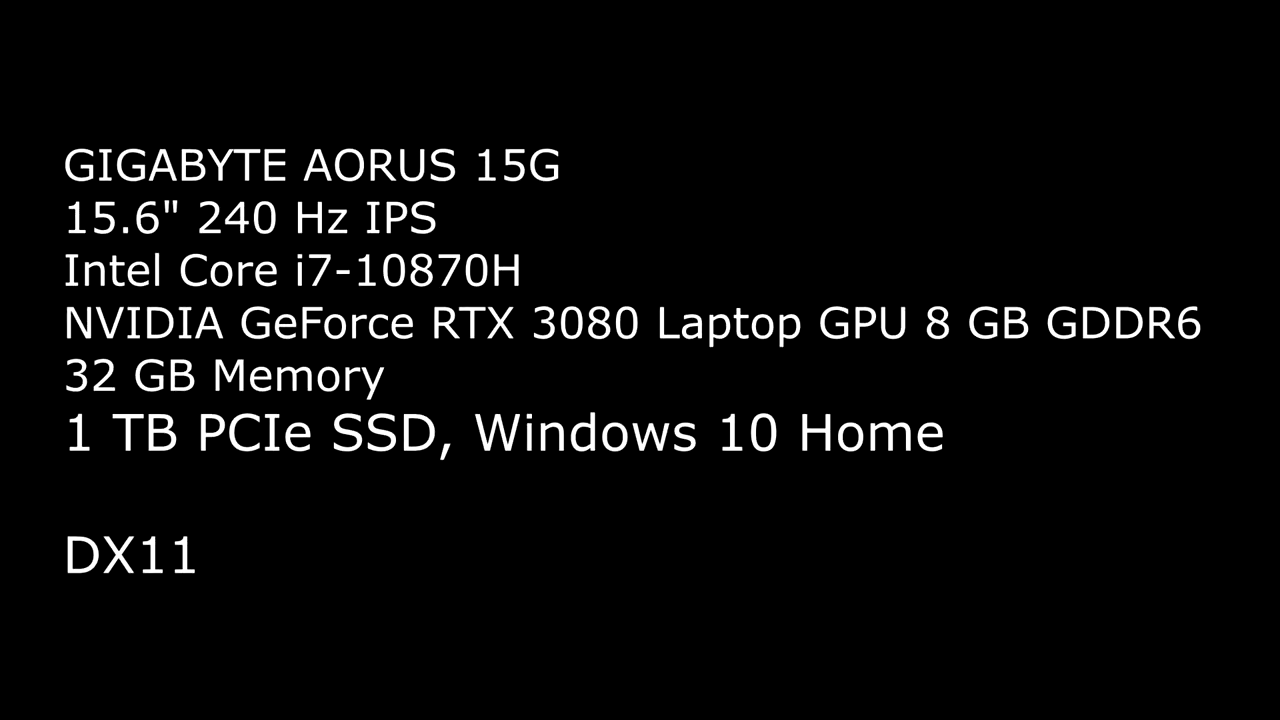 GIGABYTE AORUS 15G
15.6" 240 Hz IPS
Intel Core i7-10870H
NVIDIA GeForce RTX 3080 Laptop GPU 8 GB GDDR6
32 GB Memory
1 TB PCIe SSD, Windows 10 Home
DX11